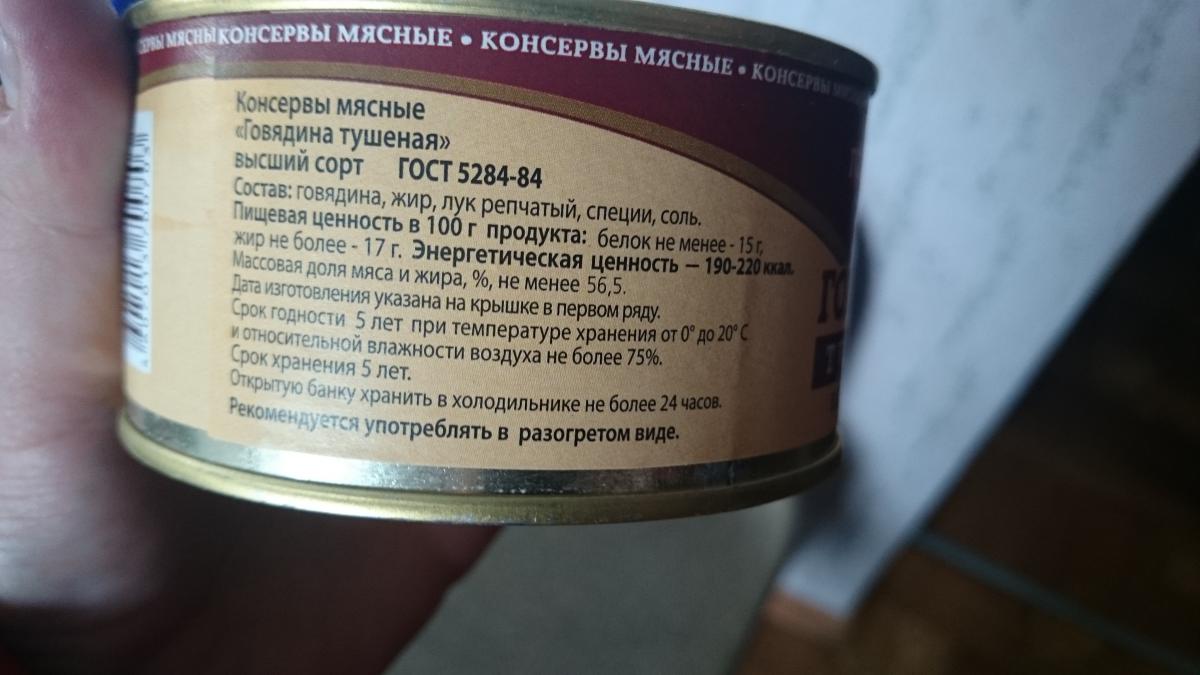 КОНСЕРВЫ МЯСНЫЕ • КОНСЕРВЫ МЯСНЫЕ • КОНСЕРВЫ
Консервы мясные
«Говядина тушеная»
высший сорт ГОСТ 5284-84
Состав: говядина, жир, лук репчатый, специи, соль.
Пищевая ценность в 100 г продукта: белок не менее - 15 г,
жир не более - 17 г. Энергетическая ценность — 190-220 ккал.
Массовая доля мяса и жира, %, не менее 56,5.
Дата изготовления указана на крышке в первом ряду.
Срок годности 5 лет при температуре хранения от 0° до 20° С
и относительной влажности воздуха не более 75%.
Срок хранения 5 лет.
Открытую банку хранить в холодильнике не более 24 часов.
Рекомендуется употреблять в разогретом виде.